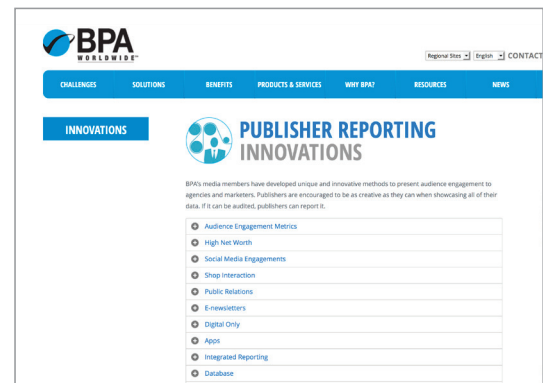 BPA
WORLDWIDE™
Regional Sites English CONTACT
CHALLENGES SOLUTIONS BENEFITS PRODUCTS & SERVICES WHY BPA? RESOURCES NEWS
INNOVATIONS
PUBLISHER REPORTING
INNOVATIONS
BPA's media members have developed unique and innovative methods to present audience engagement to
agencies and marketers. Publishers are encouraged to be as creative as they can when showcasing all of their
data. If it can be audited, publishers can report it.
Audience Engagement Metrics
High Net Worth
Social Media Engagements
Shop Interaction
Public Relations
E-newsletters
Digital Only
Apps
Integrated Reporting
Database